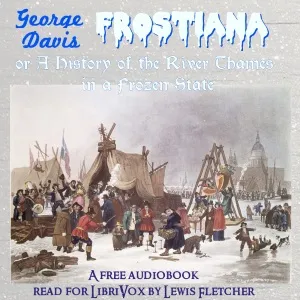 George
Davis
FROSTIANA
or A History of the River Thames
in a Frozen State
A free audiobook
read for LibriVox by Lewis Fletcher